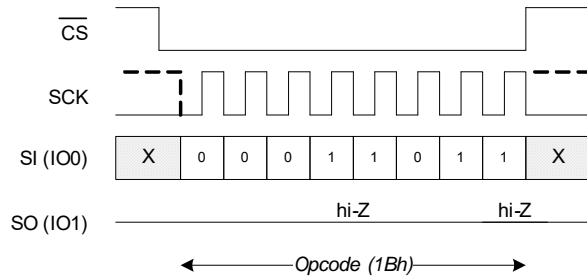 CS
SCK
SI (IO0) X 0 0 0 1 1 0 1 1 X
SO (IO1) hi-Z hi-Z
Opcode (1Bh)